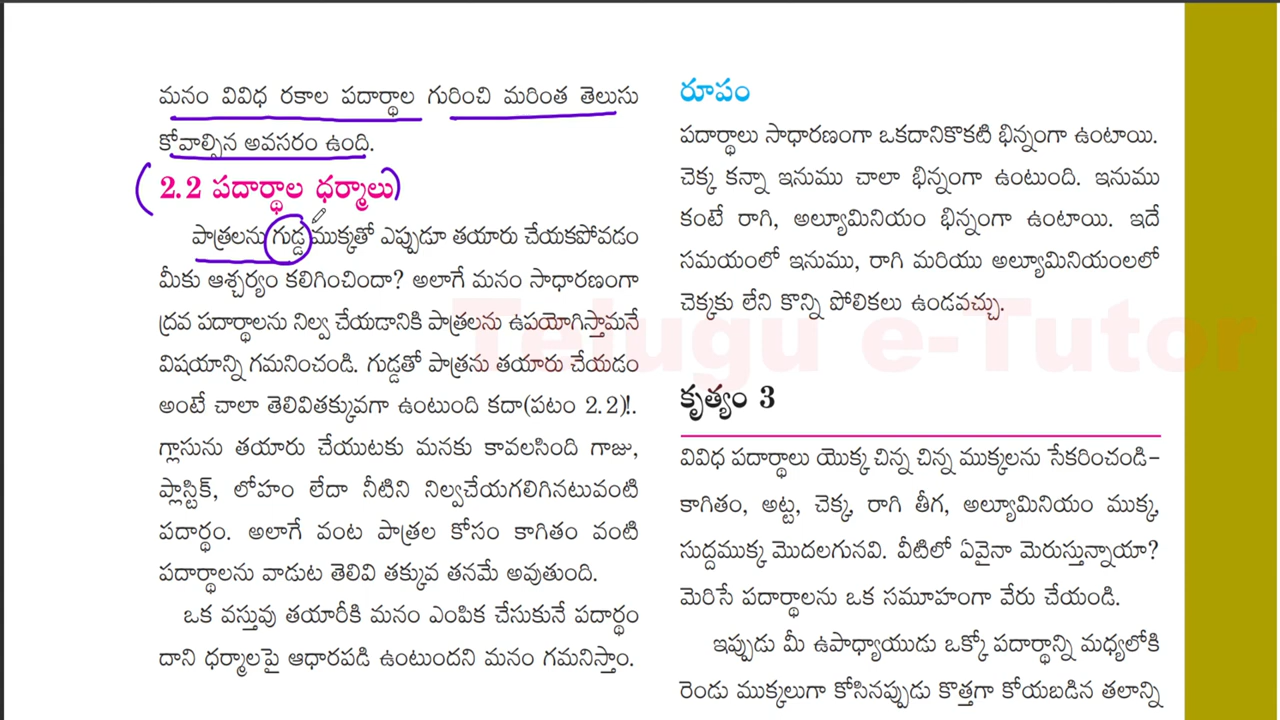 మనం వివిధ రకాల పదార్థాల గురించి మరింత తెలుసు
కోవాల్సిన అవసరం ఉంది.
2.2 పదార్థాల ధర్మాలు
పాత్రలను గుడ్డ ముక్కతో ఎప్పుడూ తయారు చేయకపోవడం
మీకు ఆశ్చర్యం కలిగించిందా? అలాగే మనం సాధారణంగా
ద్రవ పదార్థాలను నిల్వ చేయడానికి పాత్రలను ఉపయోగిస్తామనే
విషయాన్ని గమనించండి. గుడ్డతో పాత్రను తయారు చేయడం
అంటే చాలా తెలివితక్కువగా ఉంటుంది కదా(పటం 2.2)!.
గ్లాసును తయారు చేయుటకు మనకు కావలసింది గాజు,
ప్లాస్టిక్, లోహం లేదా నీటిని నిల్వచేయగలిగినటువంటి
పదార్థం. అలాగే వంట పాత్రల కోసం కాగితం వంటి
పదార్థాలను వాడుట తెలివి తక్కువ తనమే అవుతుంది.
ఒక వస్తువు తయారీకి మనం ఎంపిక చేసుకునే పదార్థం
దాని ధర్మాలపై ఆధారపడి ఉంటుందని మనం గమనిస్తాం.
రూపం
పదార్థాలు సాధారణంగా ఒకదానికొకటి భిన్నంగా ఉంటాయి.
చెక్క కన్నా ఇనుము చాలా భిన్నంగా ఉంటుంది. ఇనుము
కంటే రాగి, అల్యూమినియం భిన్నంగా ఉంటాయి. ఇదే
సమయంలో ఇనుము, రాగి మరియు అల్యూమినియంలలో
చెక్కకు లేని కొన్ని పోలికలు ఉండవచ్చు.
Telugu e-Tutor
కృత్యం 3
వివిధ పదార్థాలు యొక్క చిన్న చిన్న ముక్కలను సేకరించండి-
కాగితం, అట్ట, చెక్క, రాగి తీగ, అల్యూమినియం ముక్క,
సుద్దముక్క మొదలగునవి. వీటిలో ఏవైనా మెరుస్తున్నాయా?
మెరిసే పదార్థాలను ఒక సమూహంగా వేరు చేయండి.
ఇప్పుడు మీ ఉపాధ్యాయుడు ఒక్కో పదార్థాన్ని మధ్యలోకి
రెండు ముక్కలుగా కోసినప్పుడు కొత్తగా కోయబడిన తలాన్ని